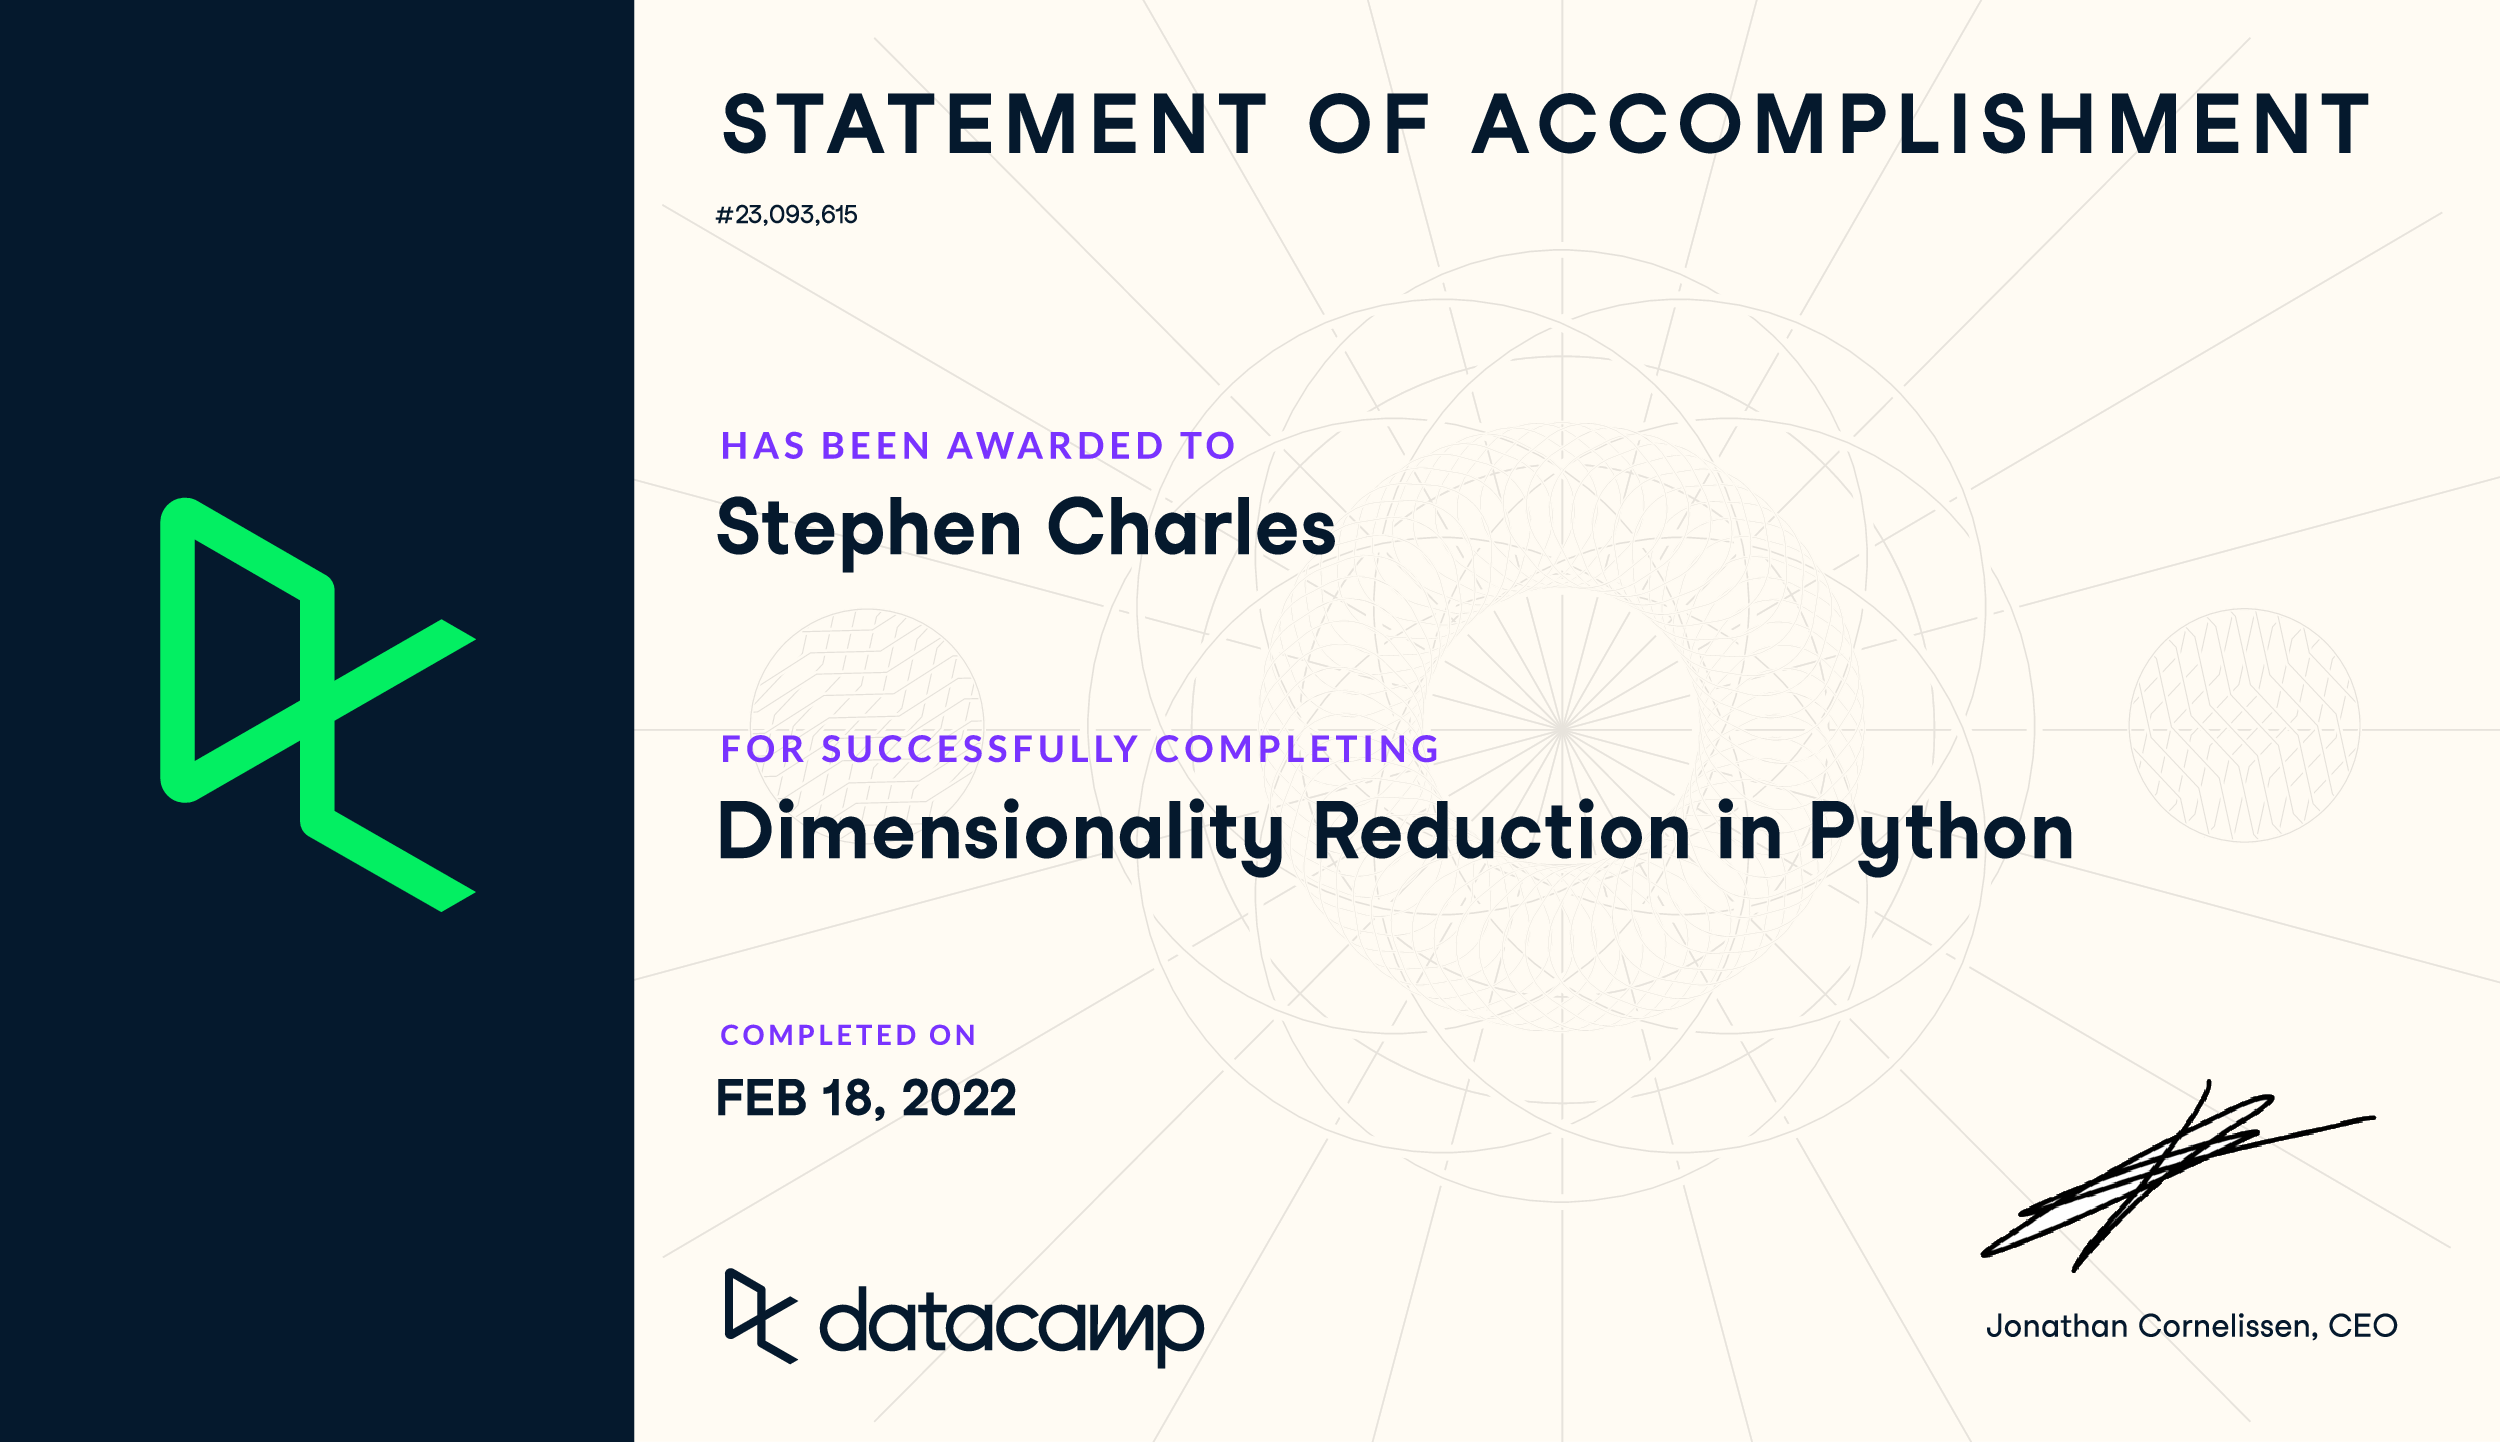 STATEMENT OF ACCOMPLISHMENT
#23,093,615
HAS BEEN AWARDED TO
Stephen Charles
FOR SUCCESSFULLY COMPLETING
Dimensionality Reduction in Python
COMPLETED ON
FEB 18, 2022
datacamp
Jonathan Cornelissen, CEO